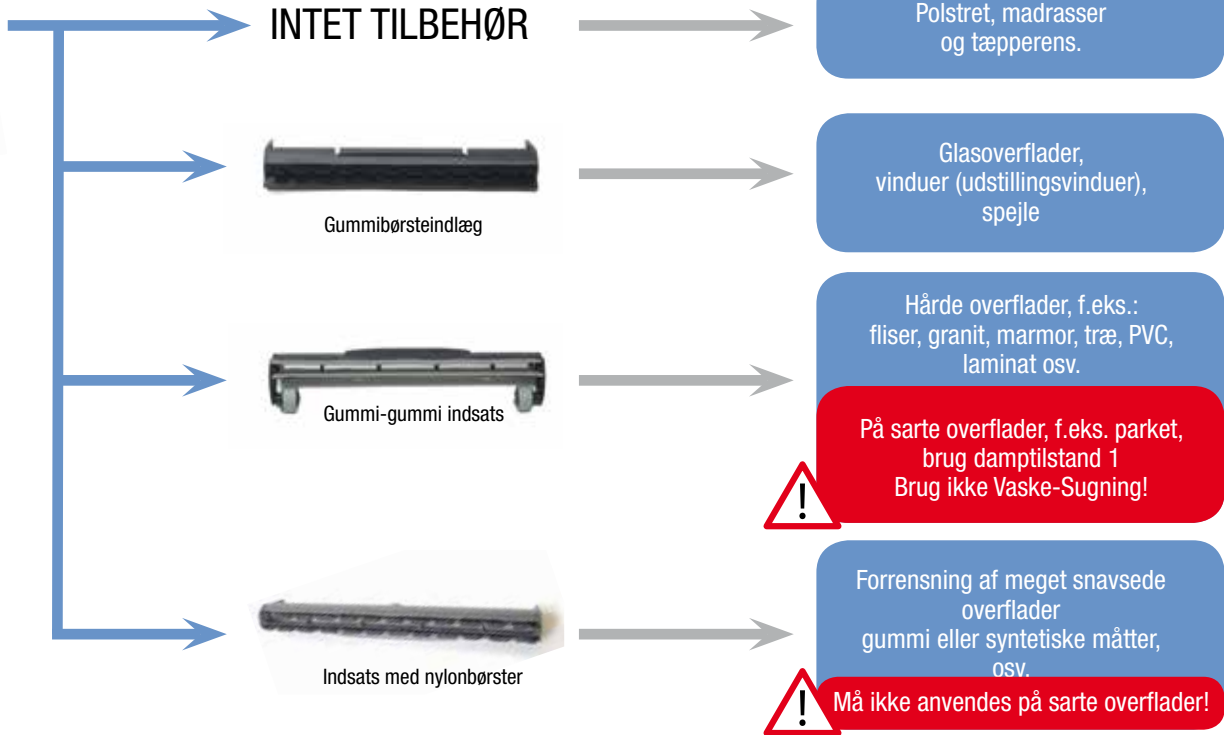 INTET TILBEHØR
Polstret, madrasser
og tæpperens.
Gummibørsteindlæg
Glasoverflader,
vinduer (udstillingsvinduer),
spejle
Gummi-gummi indsats
Hårde overflader, f.eks.:
fliser, granit, marmor, træ, PVC,
laminat osv.
På sarte overflader, f.eks. parket,
brug damptilstand 1
Brug ikke Vaske-Sugning!
!
Indsats med nylonbørster
Forrensning af meget snavsede
overflader
gummi eller syntetiske måtter,
osv.
Må ikke anvendes på sarte overflader!
!